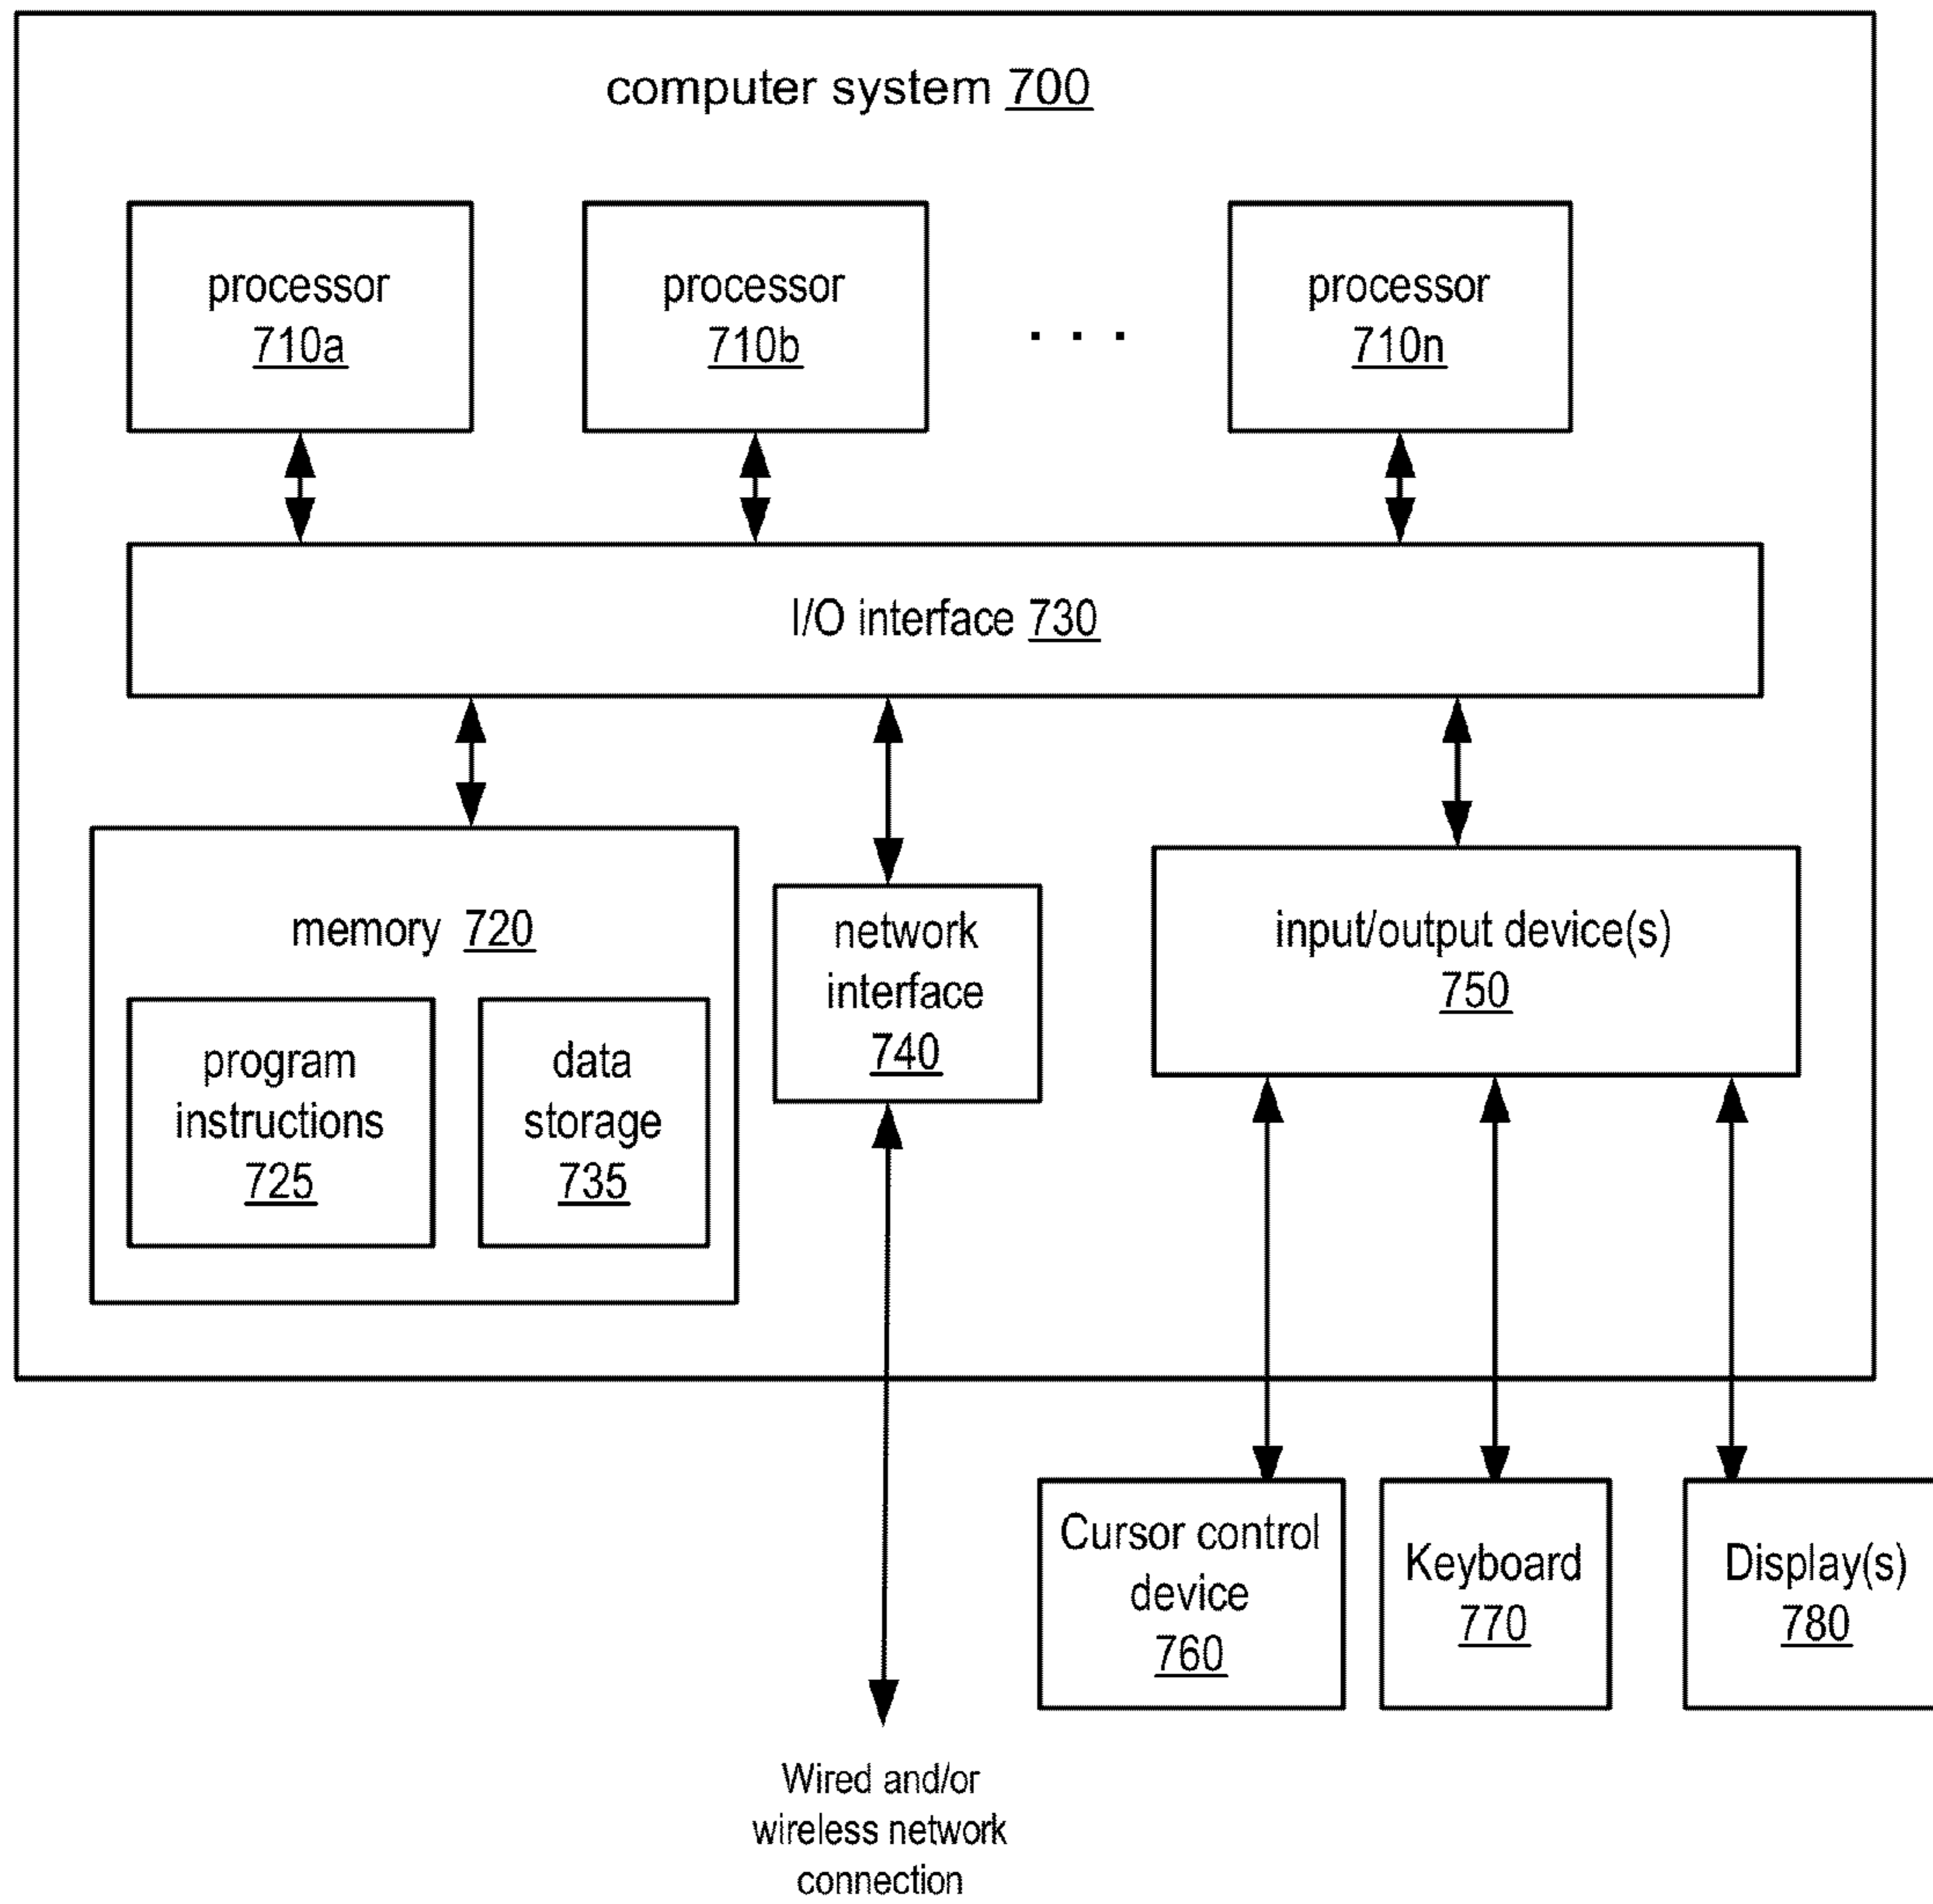 computer system 700
processor
710a
processor
710b
. . .
processor
710n
I/O interface 730
memory 720
program
instructions
725
data
storage
735
network
interface
740
input/output device(s)
750
Cursor control
device
760
Keyboard
770
Display(s)
780
Wired and/or
wireless network
connection